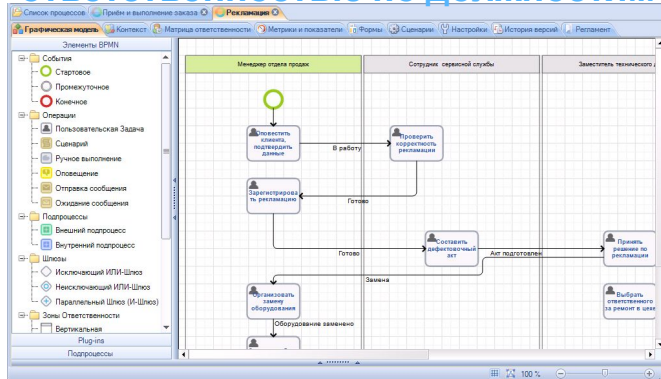 Список процессов Приём и выполнение заказа Рекламация
Графическая модель Контекст Матрица ответственности Метрики и показатели Формы Сценарии Настройки История версий Регламент
Элементы BPMN
События
Стартовое
Промежуточное
Конечное
Операции
Пользовательская Задача
Сценарий
Ручное выполнение
Оповещение
Отправка сообщения
Ожидание сообщения
Подпроцессы
Внешний подпроцесс
Внутренний подпроцесс
Шлюзы
Исключающий ИЛИ-Шлюз
Неисключающий ИЛИ-Шлюз
Параллельный Шлюз (И-Шлюз)
Зоны Ответственности
Вертикальная
Plug-ins
Подпроцессы
Менеджер отдела продаж
Сотрудник сервисной службы
Заместитель технического д
Оповестить
клиента,
подтвердить
данные
В работу
Проверить
корректность
рекламации
Зарегистрирова
ть рекламацию
Готово
Готово
Составить
дефектовочный
акт
Акт подготовлен
Принять
решение по
рекламации
Замена
Организовать
замену
оборудования
Выбрать
ответственного
за ремонт в цехе
Оборудование заменено
100 %